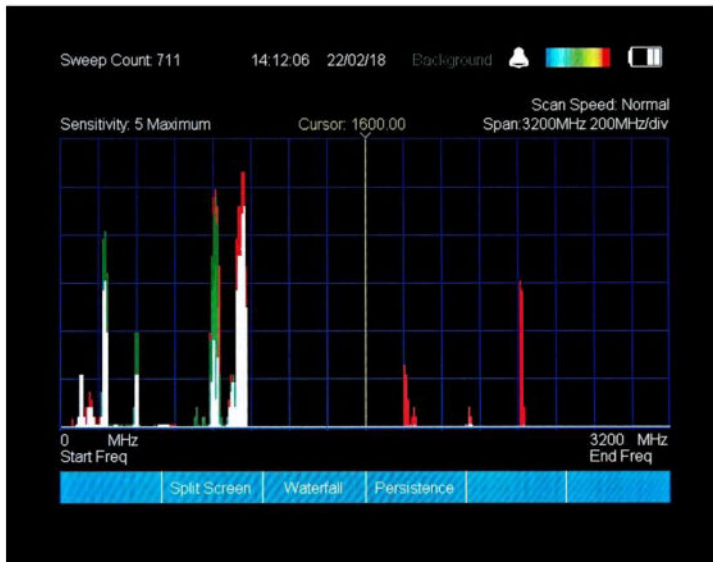 Sweep Count: 711 14:12:06 22/02/18 Background
Scan Speed: Normal
Sensitivity: 5 Maximum Cursor: 1600.00 Span:3200MHz 200MHz/div
0 MHz 3200 MHz
Start Freq End Freq
Split Screen Waterfall Persistence